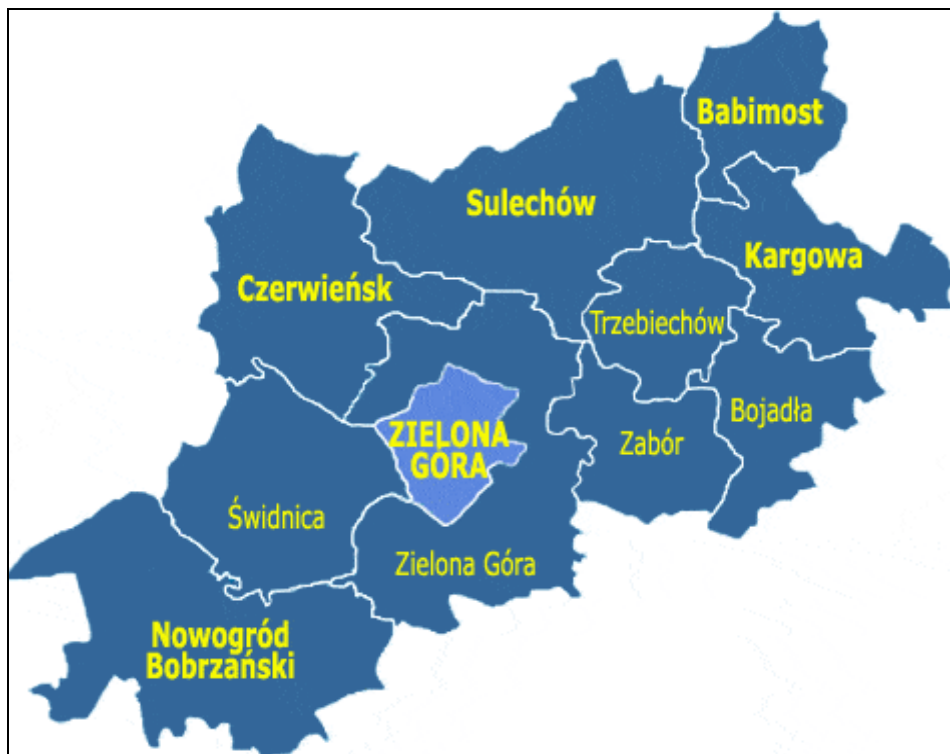 Babimost
Sulechów
Kargowa
Czerwieńsk
Trzebiechów
Bojadła
ZIELONA
GÓRA
Zabór
Świdnica
Zielona Góra
Nowogród
Bobrzański